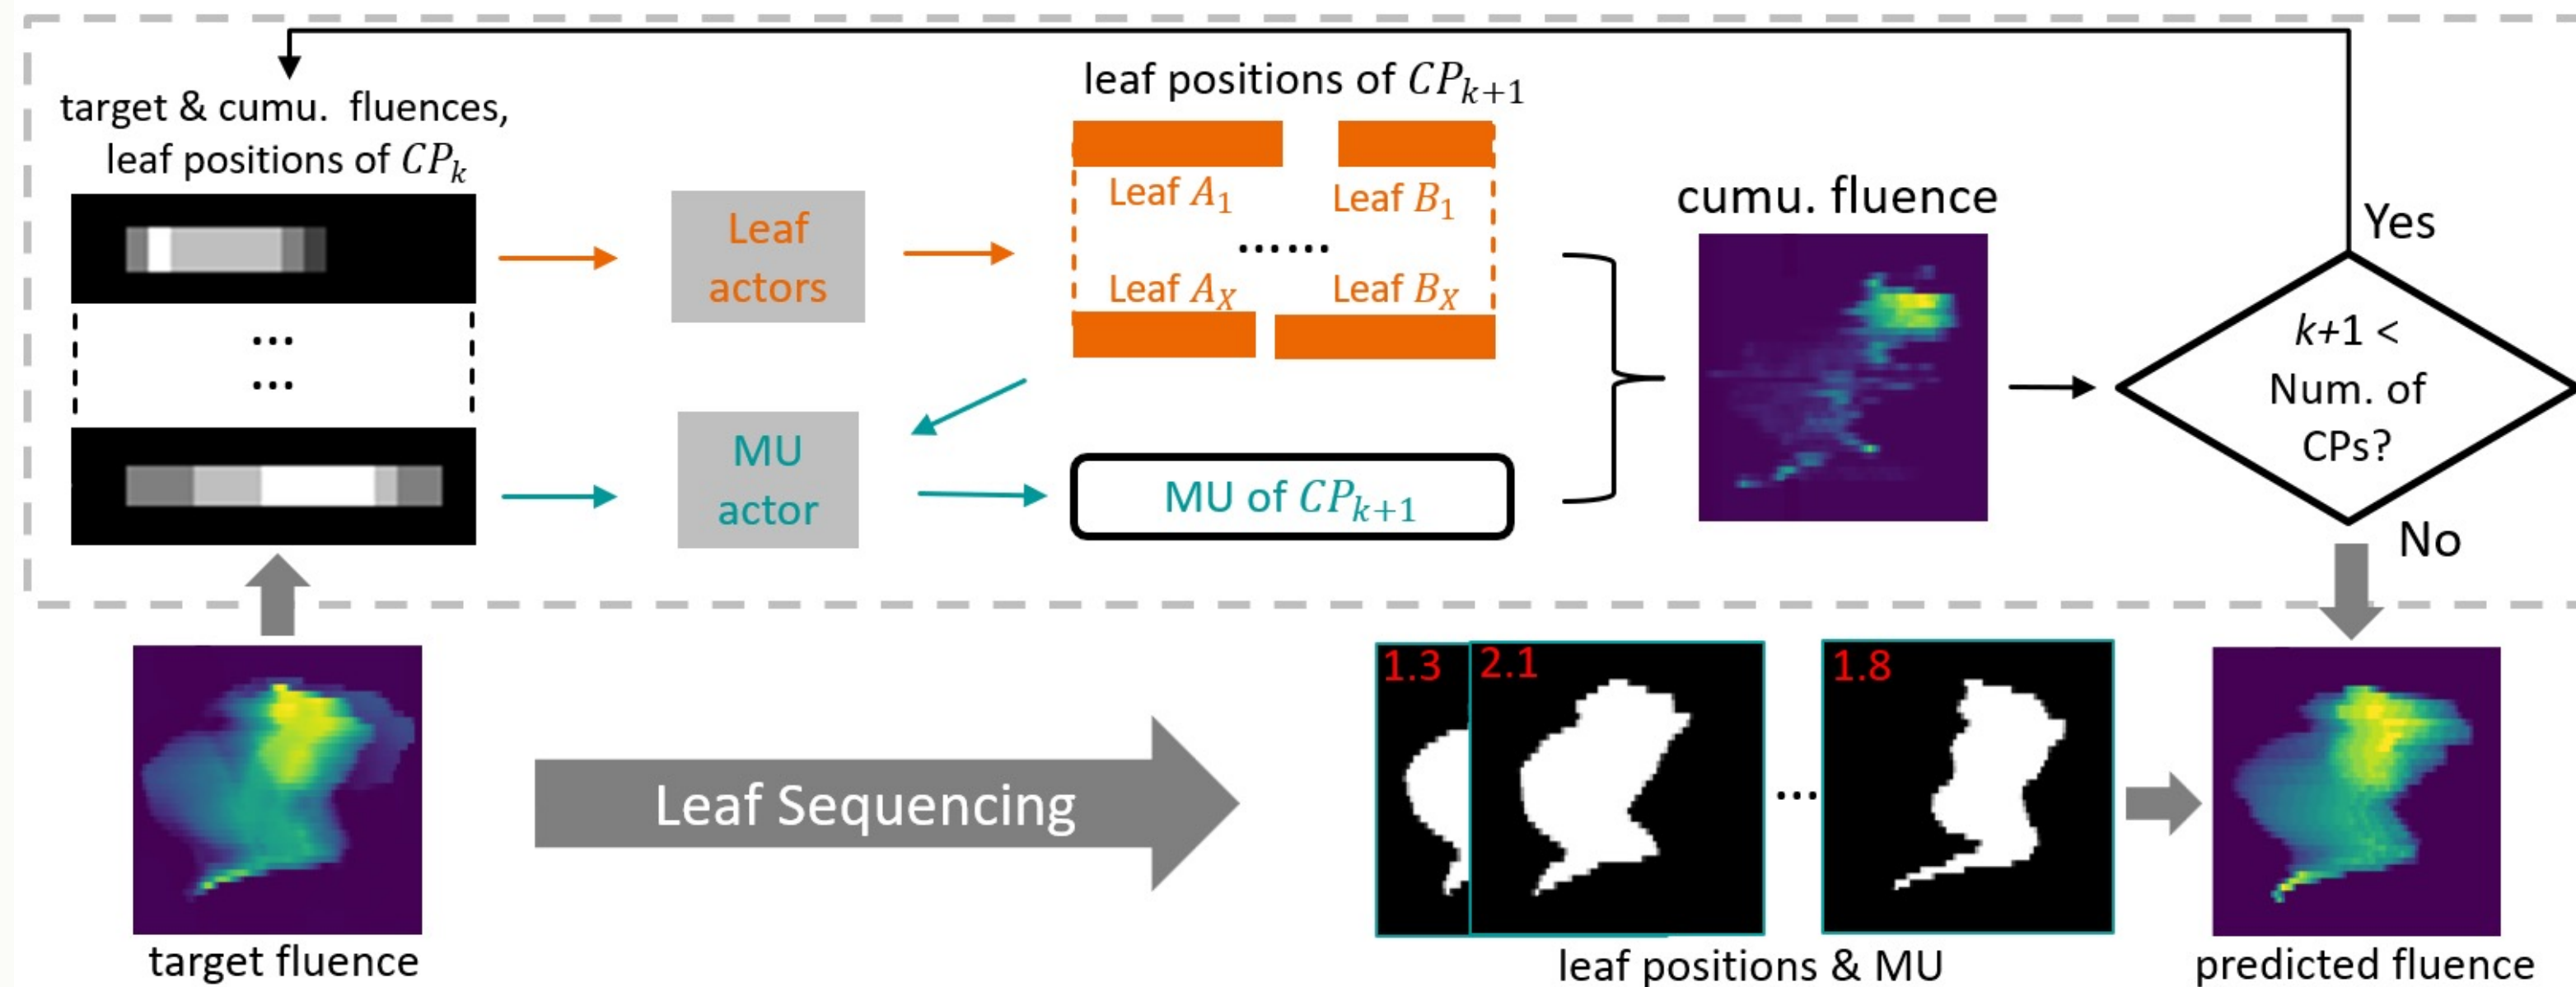 target & cumu. fluences,
leaf positions of CPₖ
...
...
Leaf
actors
MU
actor
leaf positions of CPₖ₊₁
Leaf A₁
Leaf B₁
......
Leaf Aₓ
Leaf Bₓ
MU of CPₖ₊₁
cumu. fluence
Yes
k+1 <
Num. of
CPs?
No
target fluence
Leaf Sequencing
1.3
2.1
...
1.8
leaf positions & MU
predicted fluence